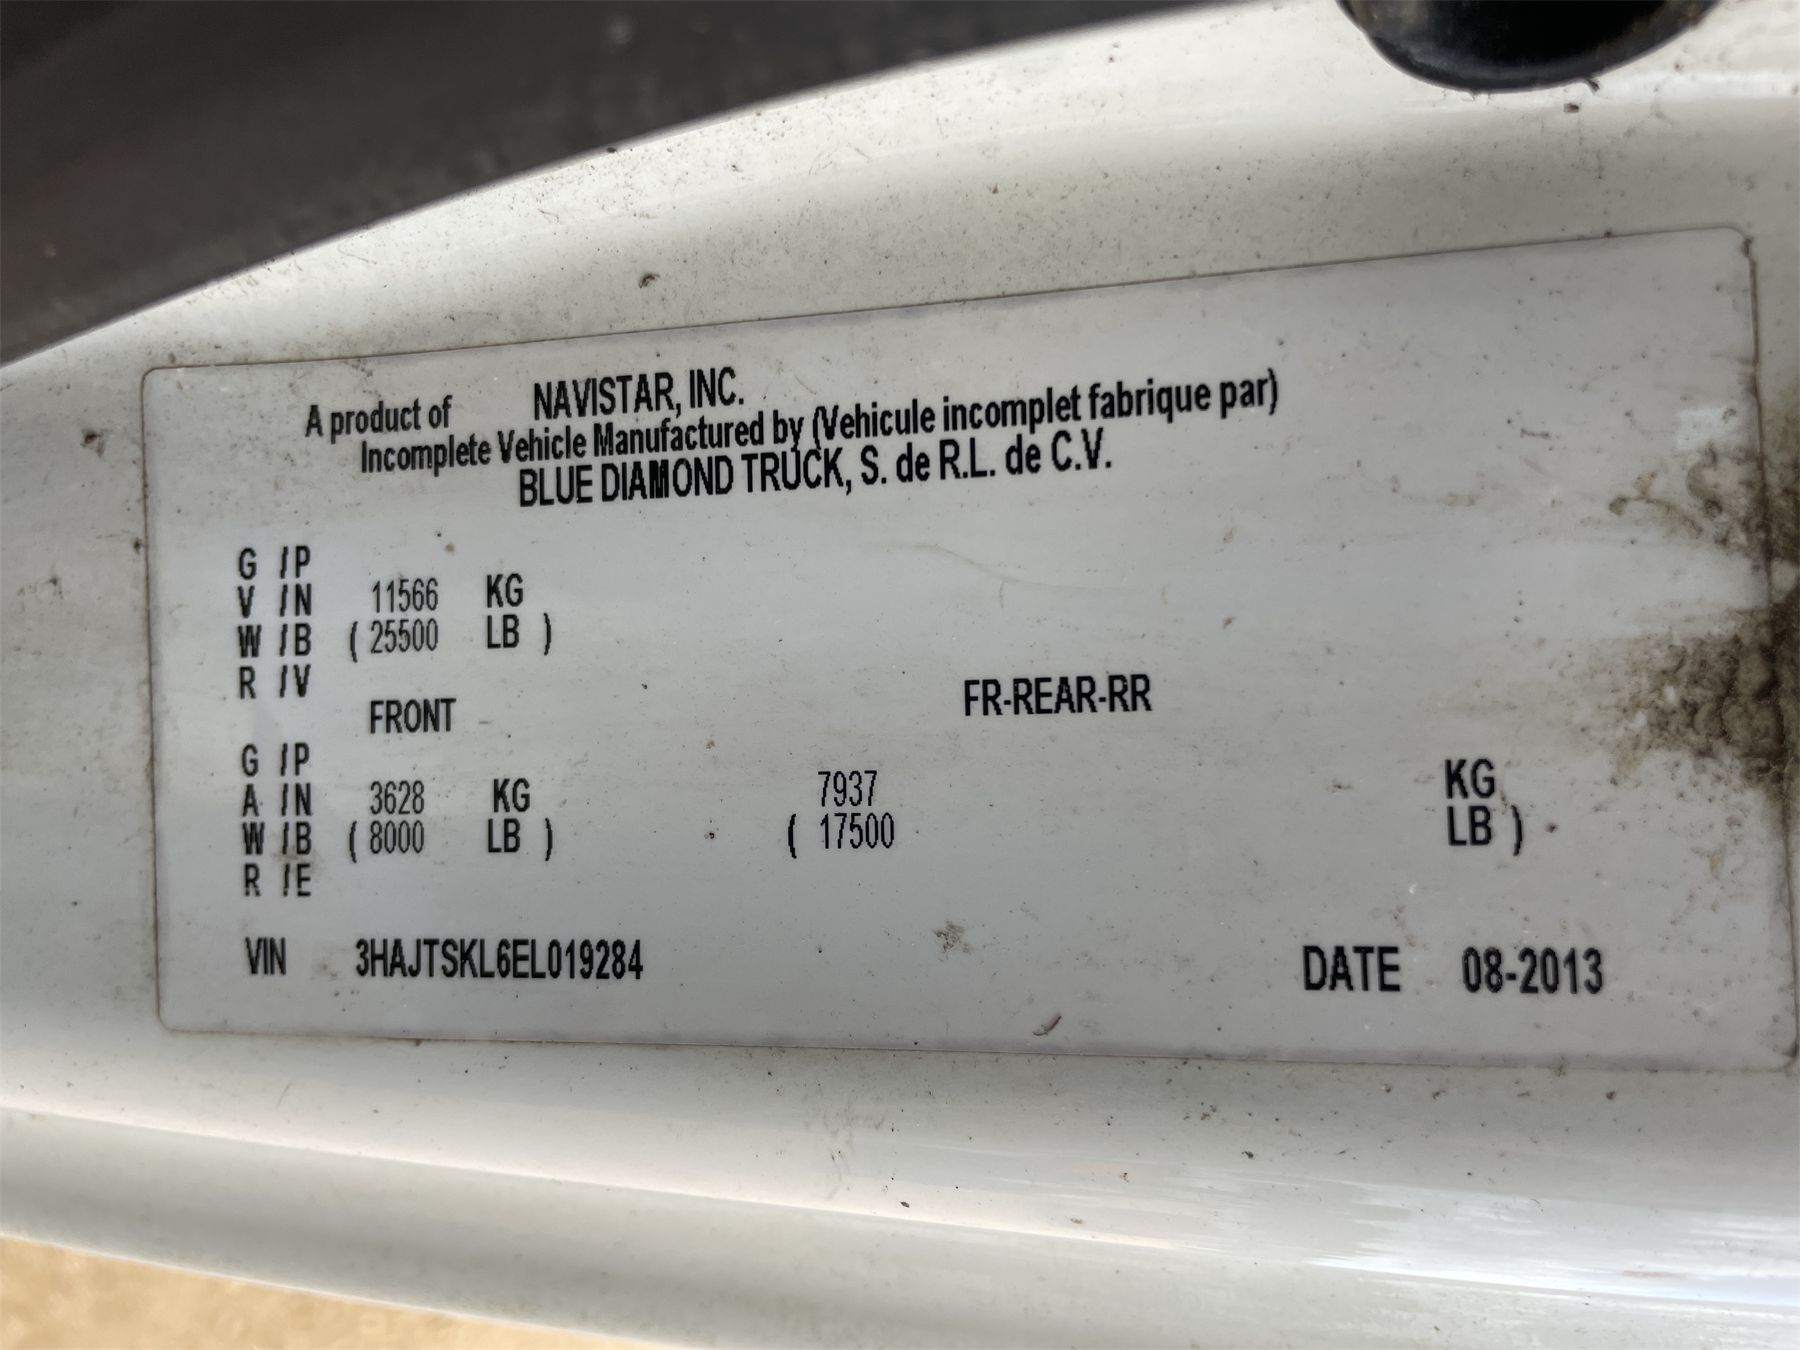 A product of NAVISTAR, INC.
Incomplete Vehicle Manufactured by (Vehicule incomplet fabrique par)
BLUE DIAMOND TRUCK, S. de R.L. de C.V.
G /P
V /N 11566 KG
W /B ( 25500 LB )
R /V
FRONT FR-REAR-RR
G /P
A /N 3628 KG 7937 KG
W /B ( 8000 LB ) ( 17500 LB )
R /E
VIN 3HAJTSKL6EL019284 DATE 08-2013